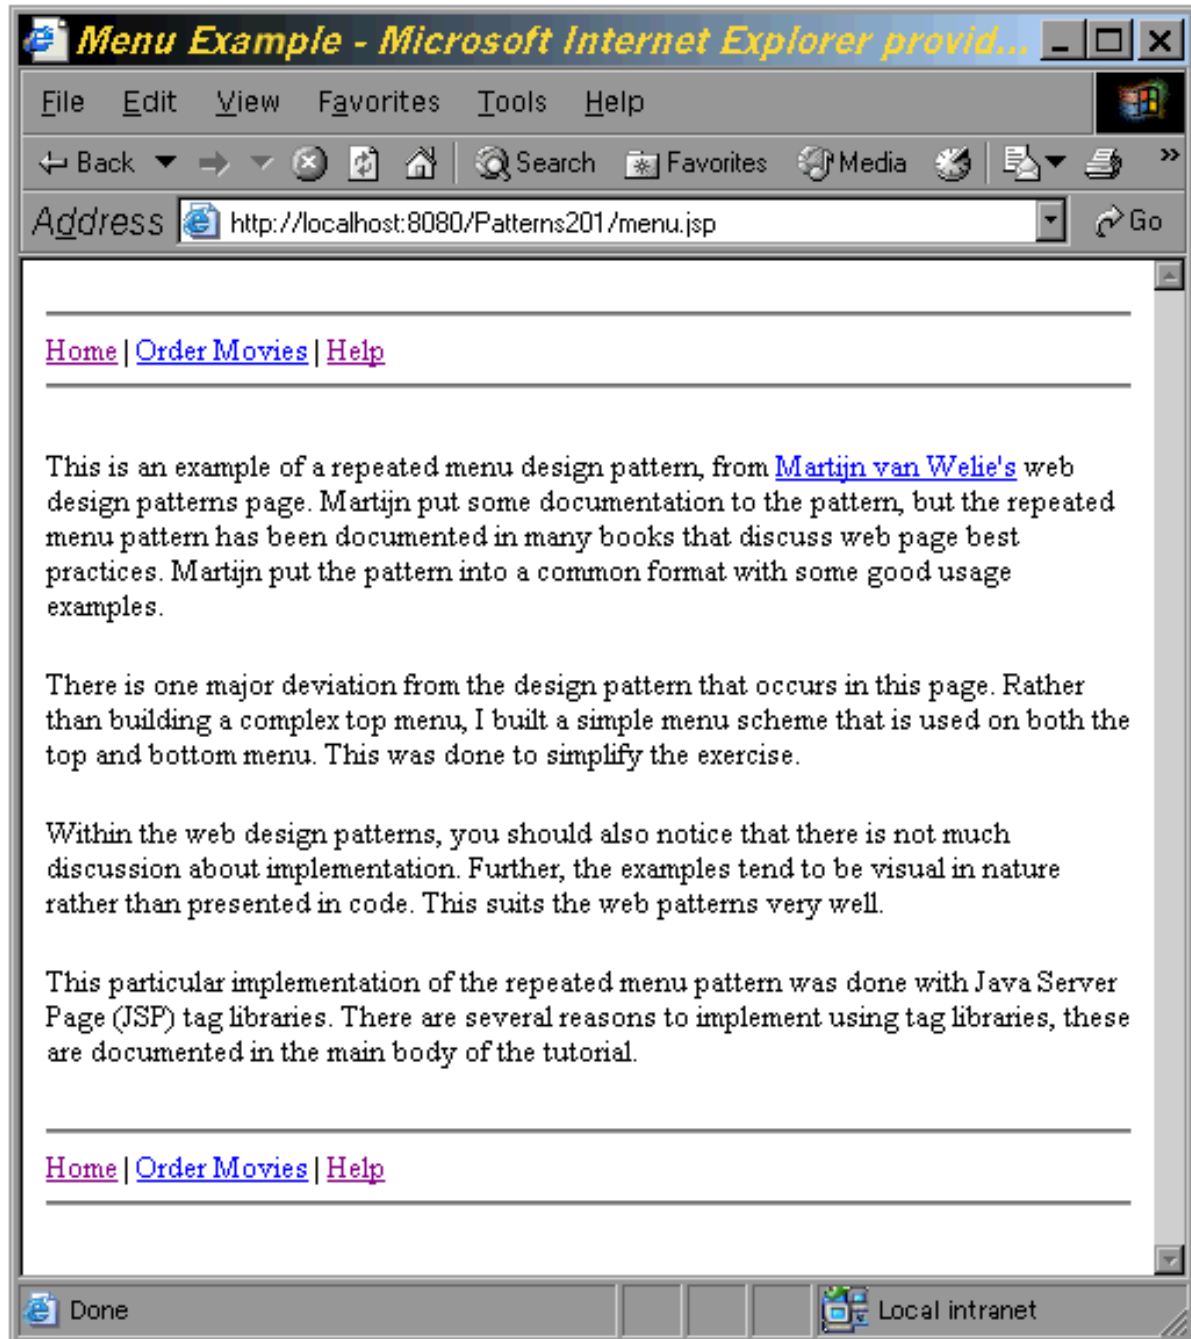 Menu Example - Microsoft Internet Explorer provid...
File Edit View Favorites Tools Help
Back Search Favorites Media »
Address http://localhost:8080/Patterns201/menu.jsp Go
Home | Order Movies | Help
This is an example of a repeated menu design pattern, from Martijn van Welie's web
design patterns page. Martijn put some documentation to the pattern, but the repeated
menu pattern has been documented in many books that discuss web page best
practices. Martijn put the pattern into a common format with some good usage
examples.
There is one major deviation from the design pattern that occurs in this page. Rather
than building a complex top menu, I built a simple menu scheme that is used on both the
top and bottom menu. This was done to simplify the exercise.
Within the web design patterns, you should also notice that there is not much
discussion about implementation. Further, the examples tend to be visual in nature
rather than presented in code. This suits the web patterns very well.
This particular implementation of the repeated menu pattern was done with Java Server
Page (JSP) tag libraries. There are several reasons to implement using tag libraries, these
are documented in the main body of the tutorial.
Home | Order Movies | Help
Done Local intranet